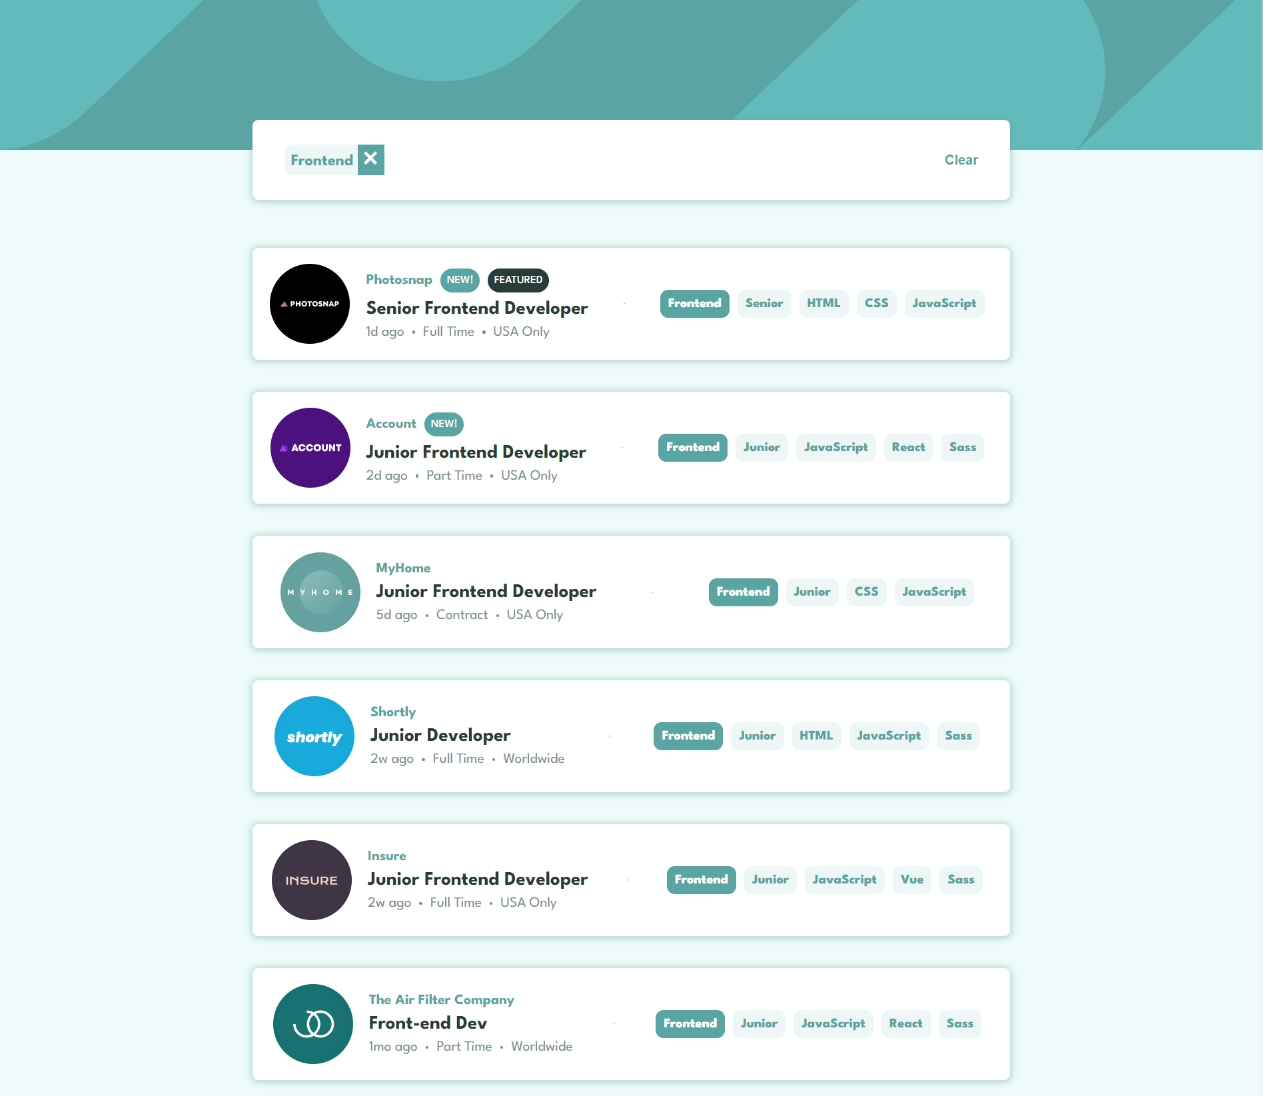 Frontend ✕ Clear
PHOTOSNAP
Photosnap NEW! FEATURED
Senior Frontend Developer
1d ago • Full Time • USA Only
Frontend Senior HTML CSS JavaScript
ACCOUNT
Account NEW!
Junior Frontend Developer
2d ago • Part Time • USA Only
Frontend Junior JavaScript React Sass
MYHOME
MyHome
Junior Frontend Developer
5d ago • Contract • USA Only
Frontend Junior CSS JavaScript
shortly
Shortly
Junior Developer
2w ago • Full Time • Worldwide
Frontend Junior HTML JavaScript Sass
INSURE
Insure
Junior Frontend Developer
2w ago • Full Time • USA Only
Frontend Junior JavaScript Vue Sass
The Air Filter Company
Front-end Dev
1mo ago • Part Time • Worldwide
Frontend Junior JavaScript React Sass